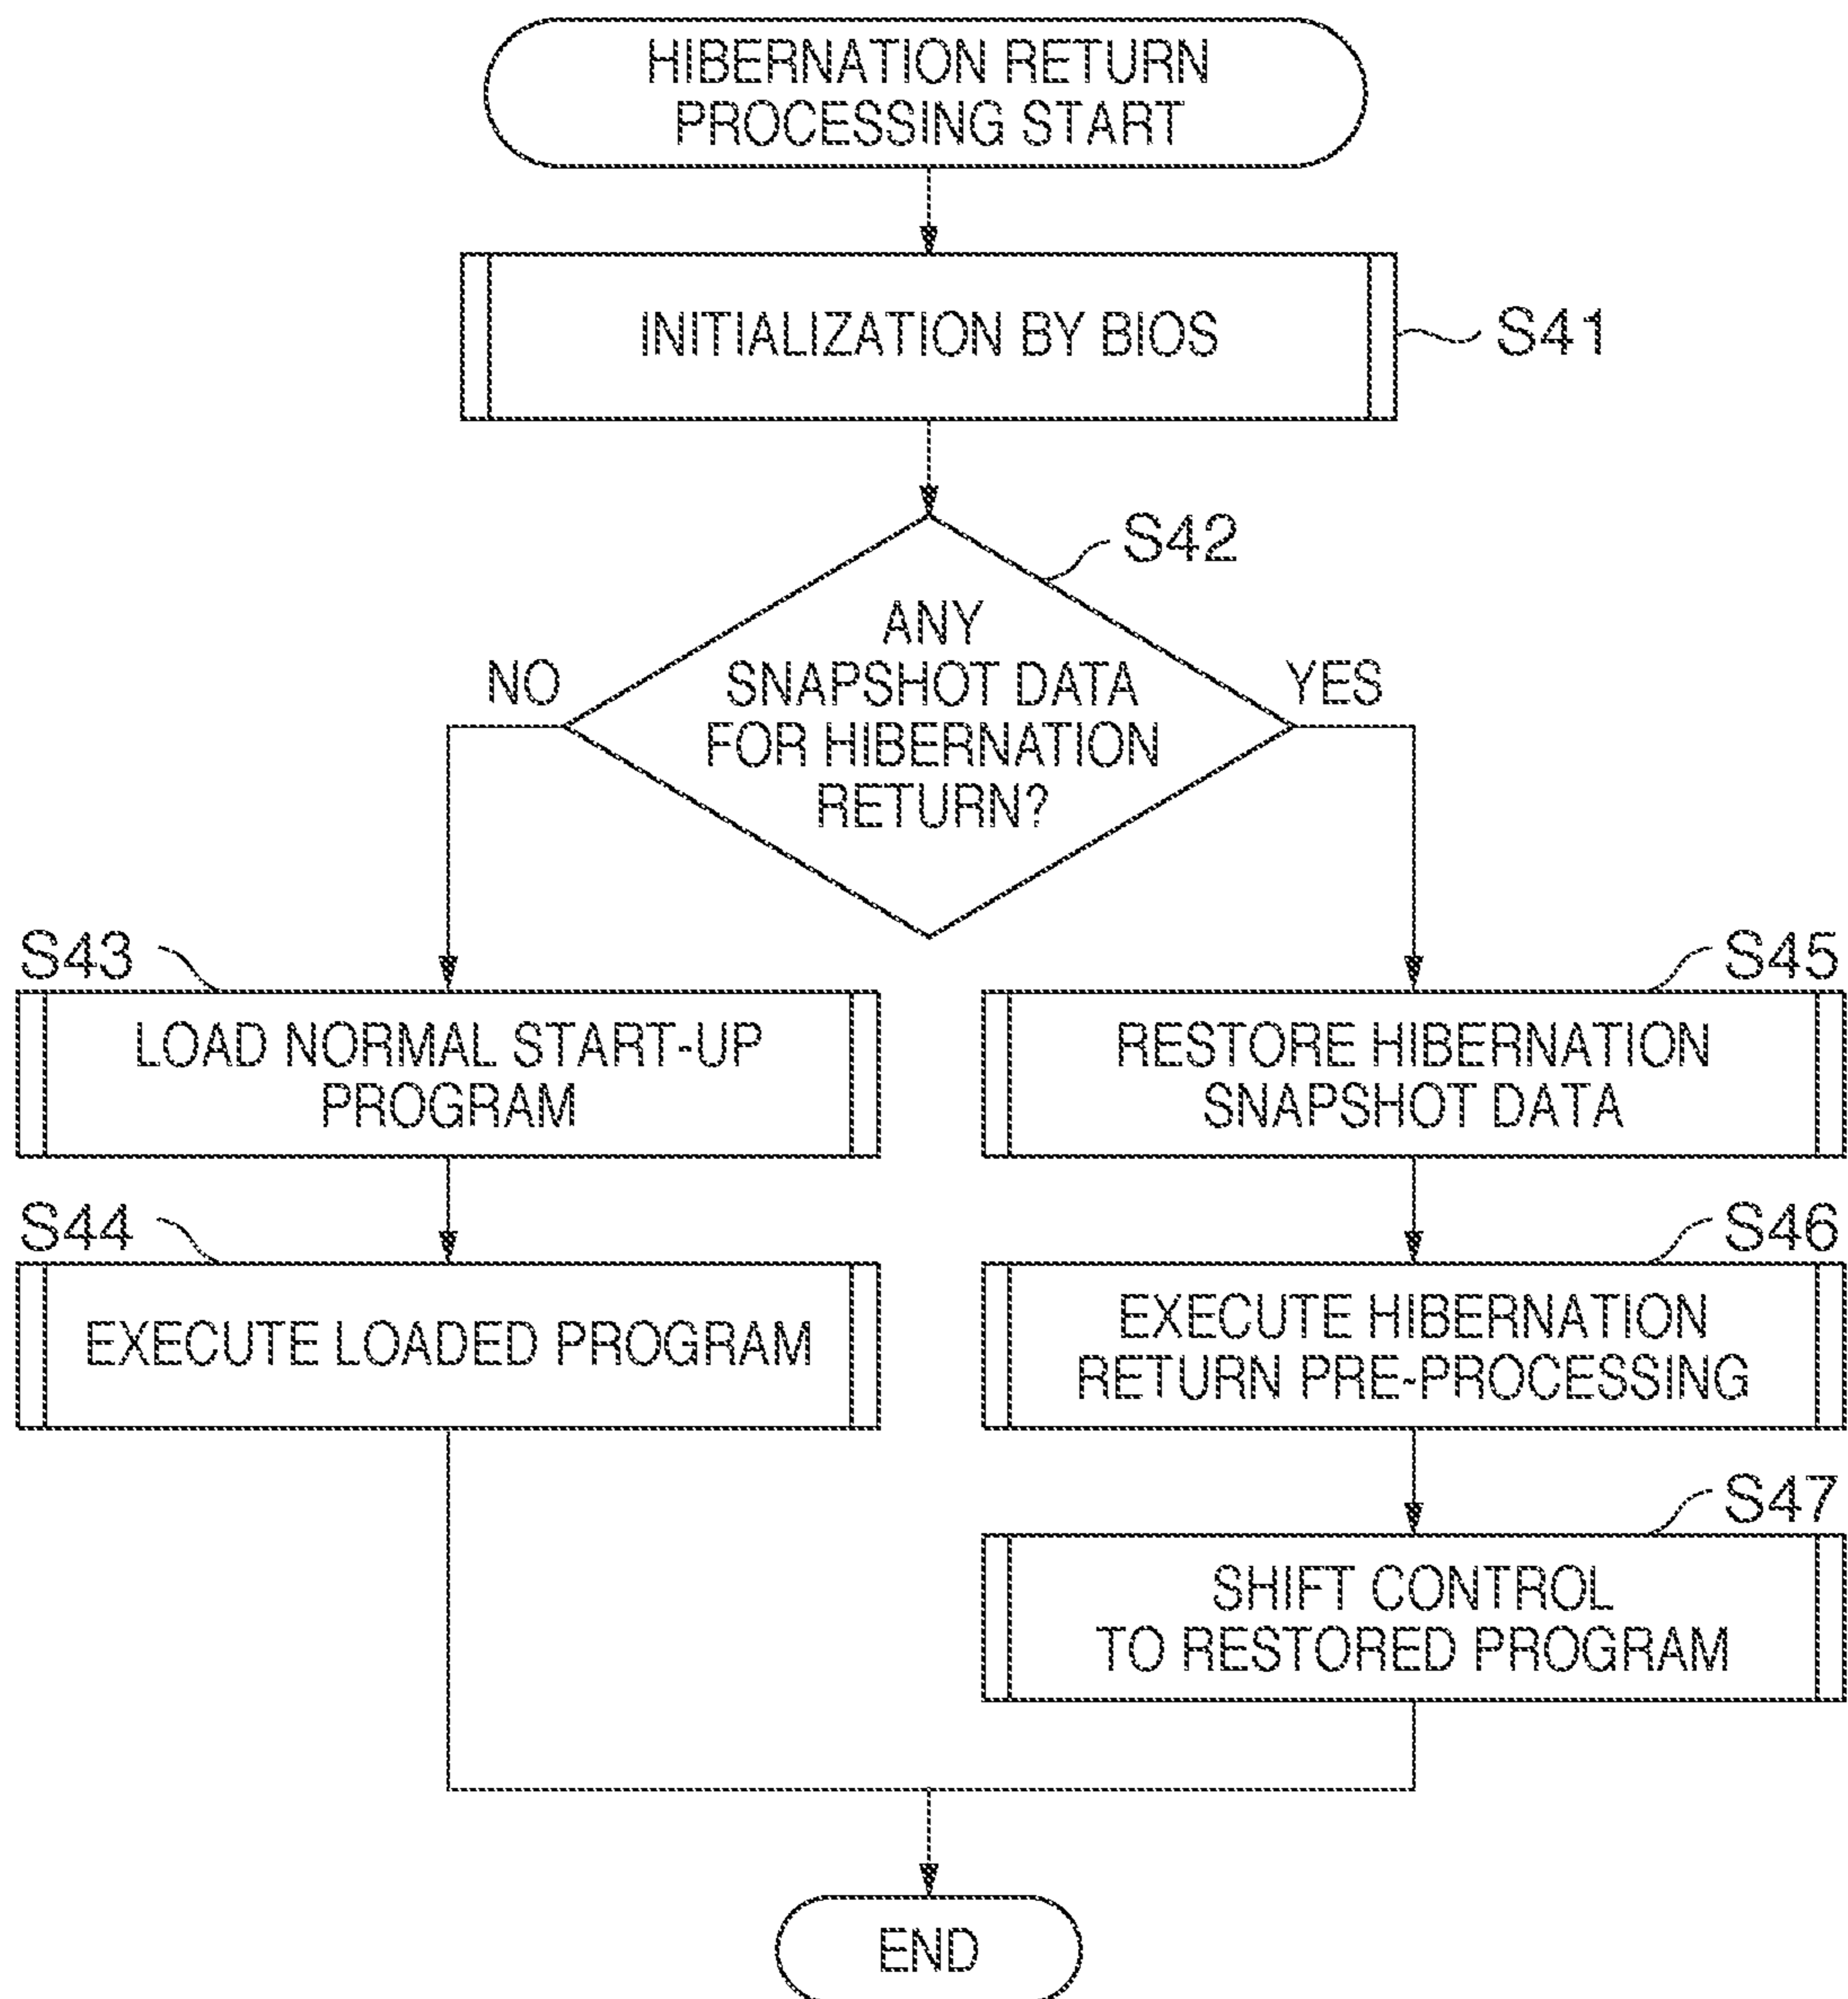 HIBERNATION RETURN
PROCESSING START
INITIALIZATION BY BIOS
S41
S42
ANY
SNAPSHOT DATA
FOR HIBERNATION
RETURN?
NO
YES
S43
LOAD NORMAL START-UP
PROGRAM
S44
EXECUTE LOADED PROGRAM
S45
RESTORE HIBERNATION
SNAPSHOT DATA
S46
EXECUTE HIBERNATION
RETURN PRE-PROCESSING
S47
SHIFT CONTROL
TO RESTORED PROGRAM
END